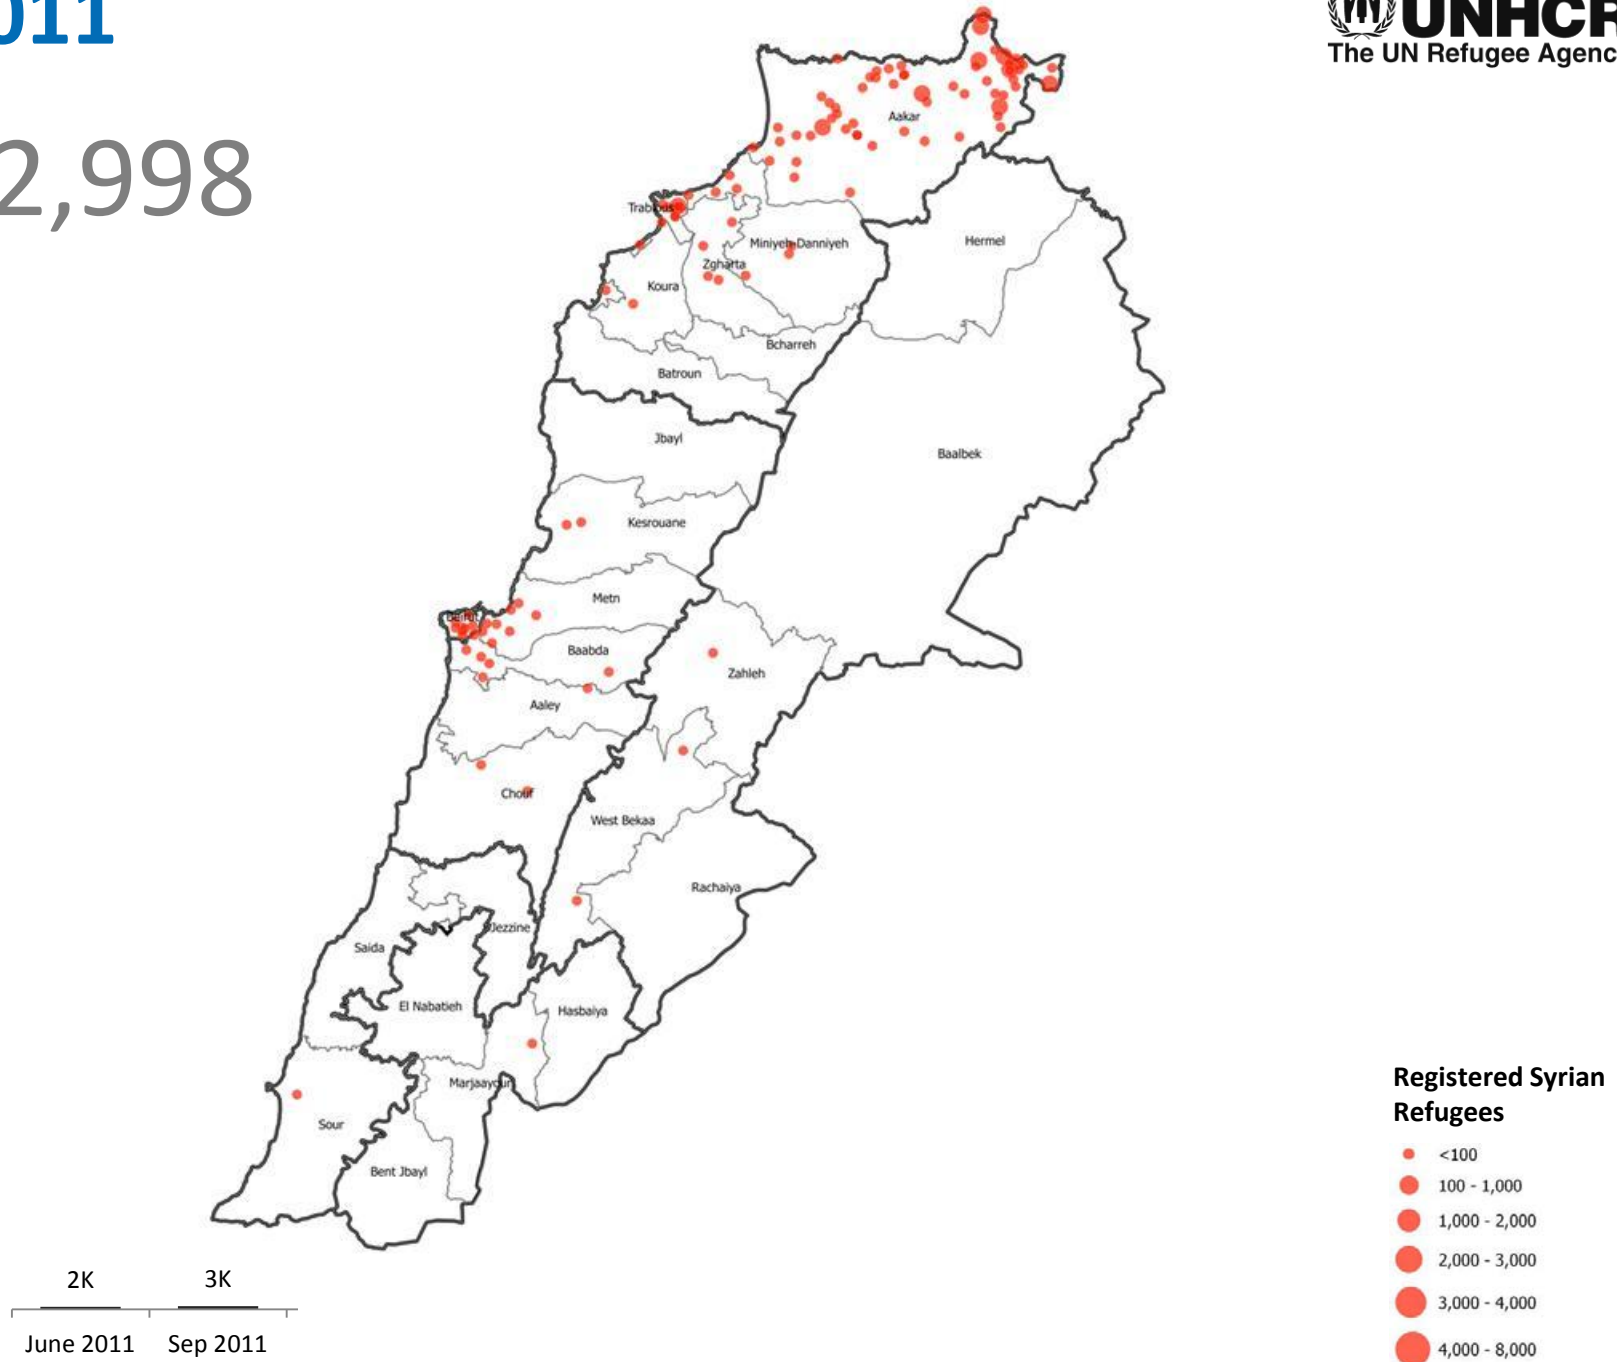 011
UNHCR
The UN Refugee Agenc
2,998
Aakar
Trablous
Miniyeh-Danniyeh
Hermel
Zgharta
Koura
Bcharreh
Batroun
Jbayl
Baalbek
Kesrouane
Metn
Beirut
Baabda
Zahleh
Aaley
Chouf
West Bekaa
Rachaiya
Jezzine
Saida
El Nabatieh
Hasbaiya
Marjaayoun
Sour
Bent Jbayl
Registered Syrian
Refugees
<100
100 - 1,000
1,000 - 2,000
2,000 - 3,000
3,000 - 4,000
4,000 - 8,000
2K 3K
June 2011 Sep 2011